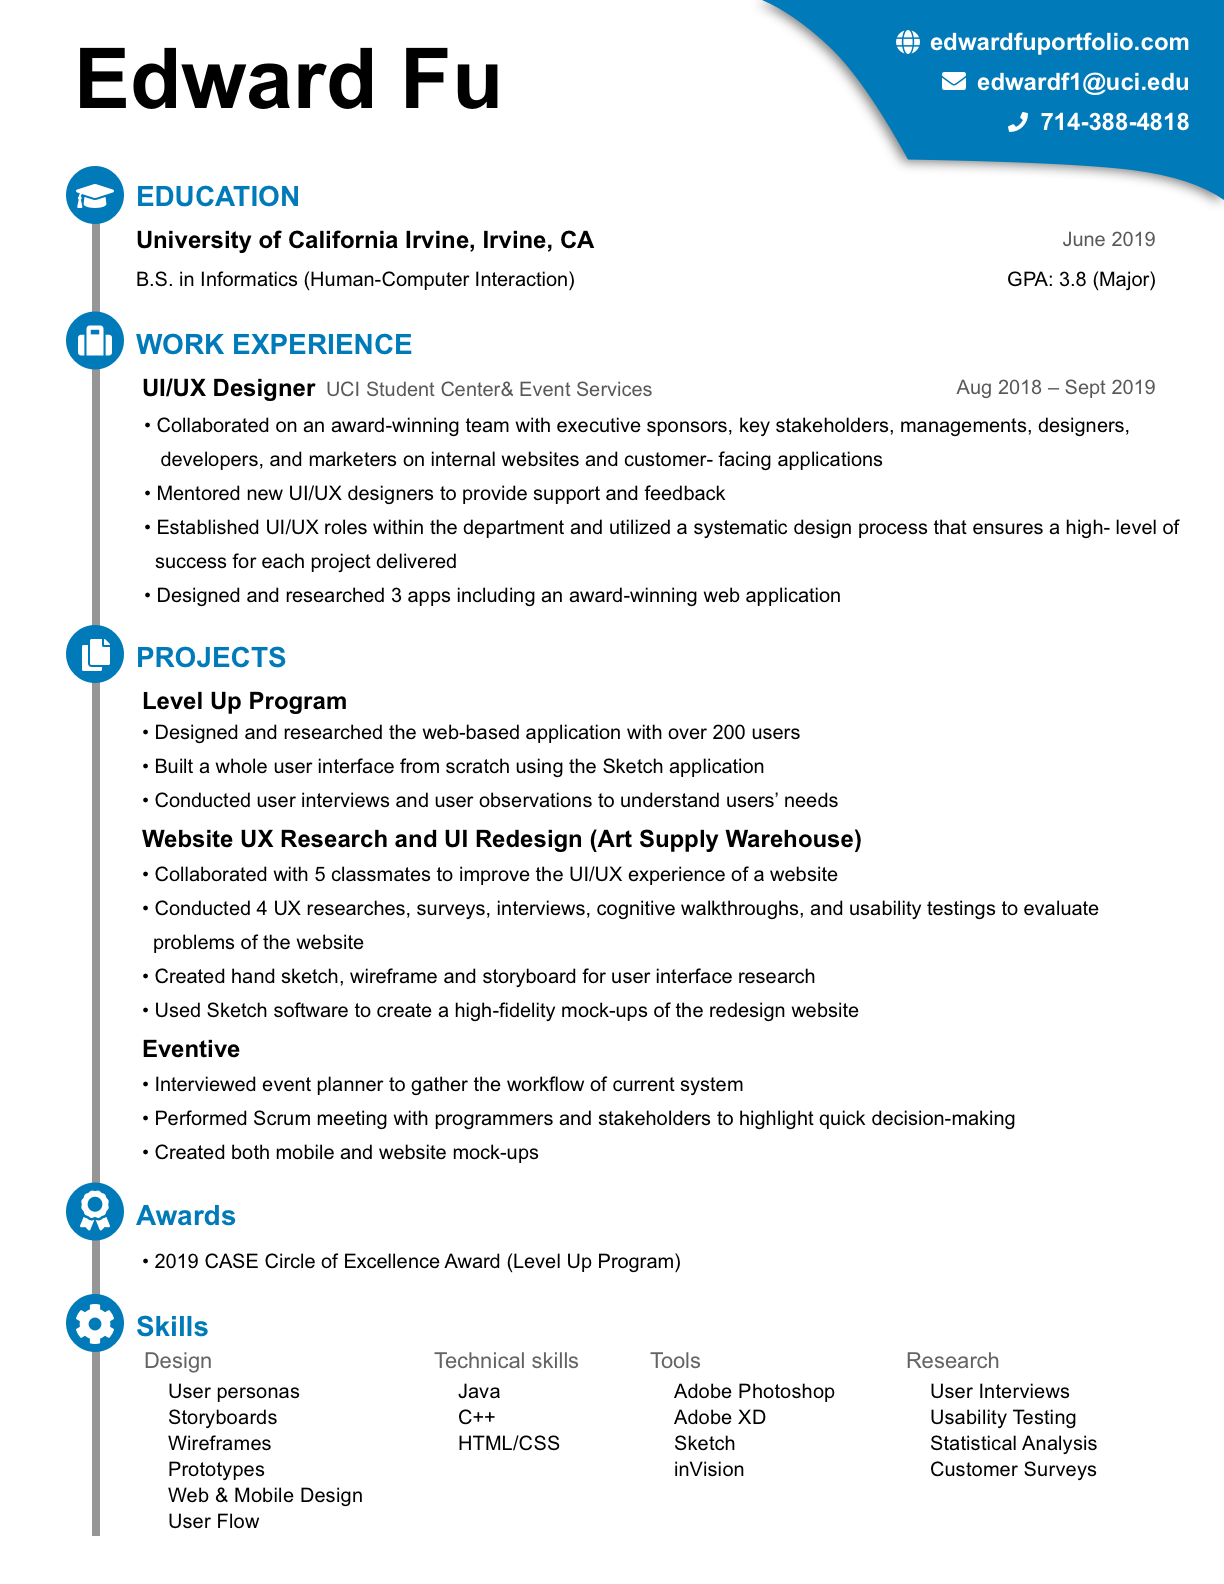 Edward Fu
edwardfuportfolio.com
edwardf1@uci.edu
714-388-4818
EDUCATION
University of California Irvine, Irvine, CA June 2019
B.S. in Informatics (Human-Computer Interaction) GPA: 3.8 (Major)
WORK EXPERIENCE
UI/UX Designer UCI Student Center& Event Services Aug 2018 – Sept 2019
• Collaborated on an award-winning team with executive sponsors, key stakeholders, managements, designers,
developers, and marketers on internal websites and customer- facing applications
• Mentored new UI/UX designers to provide support and feedback
• Established UI/UX roles within the department and utilized a systematic design process that ensures a high- level of
success for each project delivered
• Designed and researched 3 apps including an award-winning web application
PROJECTS
Level Up Program
• Designed and researched the web-based application with over 200 users
• Built a whole user interface from scratch using the Sketch application
• Conducted user interviews and user observations to understand users’ needs
Website UX Research and UI Redesign (Art Supply Warehouse)
• Collaborated with 5 classmates to improve the UI/UX experience of a website
• Conducted 4 UX researches, surveys, interviews, cognitive walkthroughs, and usability testings to evaluate
problems of the website
• Created hand sketch, wireframe and storyboard for user interface research
• Used Sketch software to create a high-fidelity mock-ups of the redesign website
Eventive
• Interviewed event planner to gather the workflow of current system
• Performed Scrum meeting with programmers and stakeholders to highlight quick decision-making
• Created both mobile and website mock-ups
Awards
• 2019 CASE Circle of Excellence Award (Level Up Program)
Skills
Design
User personas
Storyboards
Wireframes
Prototypes
Web & Mobile Design
User Flow
Technical skills
Java
C++
HTML/CSS
Tools
Adobe Photoshop
Adobe XD
Sketch
inVision
Research
User Interviews
Usability Testing
Statistical Analysis
Customer Surveys